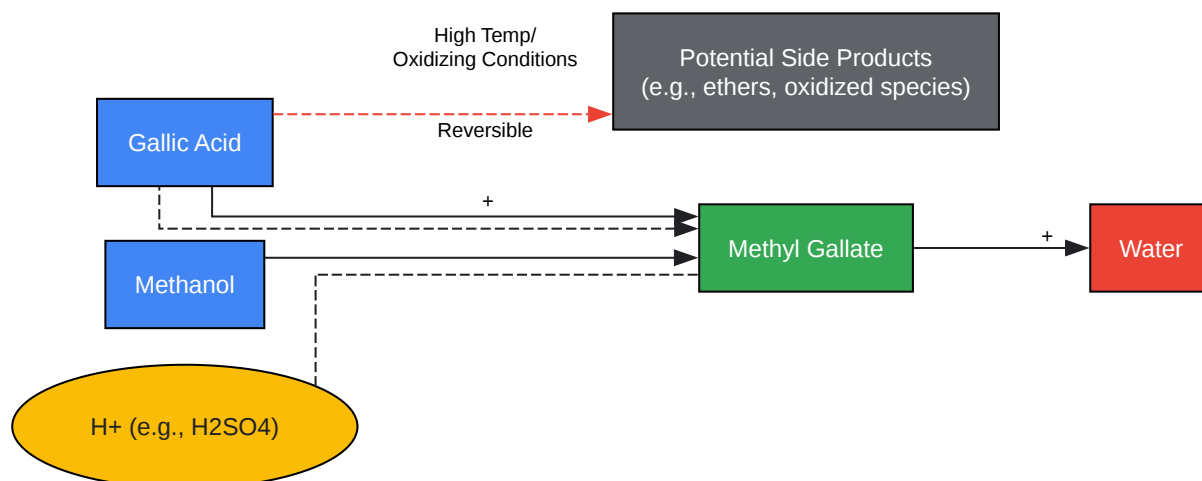 High Temp/
Oxidizing Conditions
Potential Side Products
(e.g., ethers, oxidized species)
Gallic Acid
Reversible
+
Methyl Gallate
+
Water
Methanol
H+ (e.g., H2SO4)